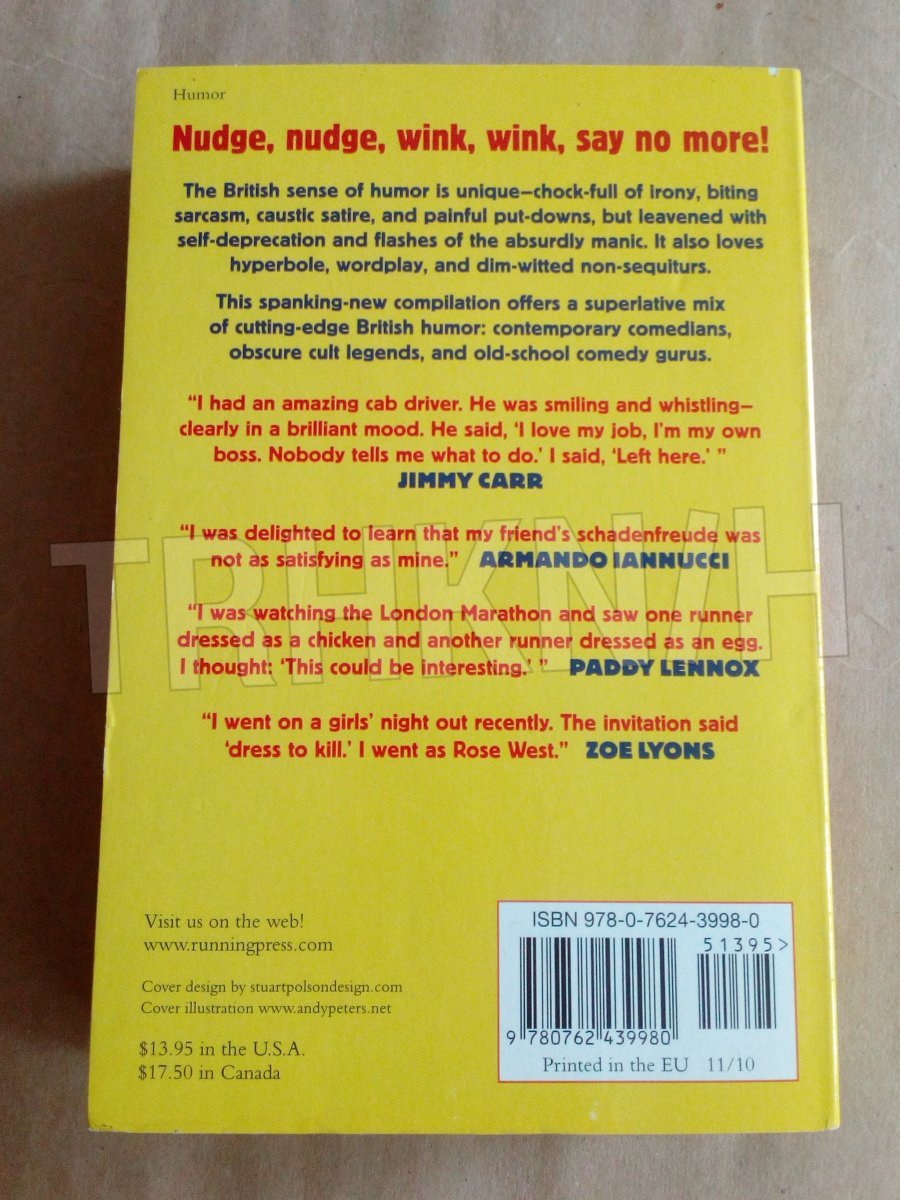 Humor
Nudge, nudge, wink, wink, say no more!
The British sense of humor is unique—chock-full of irony, biting
sarcasm, caustic satire, and painful put-downs, but leavened with
self-deprecation and flashes of the absurdly manic. It also loves
hyperbole, wordplay, and dim-witted non-sequiturs.
This spanking-new compilation offers a superlative mix
of cutting-edge British humor: contemporary comedians,
obscure cult legends, and old-school comedy gurus.
“I had an amazing cab driver. He was smiling and whistling—
clearly in a brilliant mood. He said, ‘I love my job, I’m my own
boss. Nobody tells me what to do.’ I said, ‘Left here.’ ”
JIMMY CARR
“I was delighted to learn that my friend’s schadenfreude was
not as satisfying as mine.” ARMANDO IANNUCCI
“I was watching the London Marathon and saw one runner
dressed as a chicken and another runner dressed as an egg.
I thought: ‘This could be interesting.’ ” PADDY LENNOX
“I went on a girls’ night out recently. The invitation said
‘dress to kill.’ I went as Rose West.” ZOE LYONS
Visit us on the web!
www.runningpress.com
Cover design by stuartpolsondesign.com
Cover illustration www.andypeters.net
$13.95 in the U.S.A.
$17.50 in Canada
ISBN 978-0-7624-3998-0
51395>
9 780762 439980
Printed in the EU 11/10